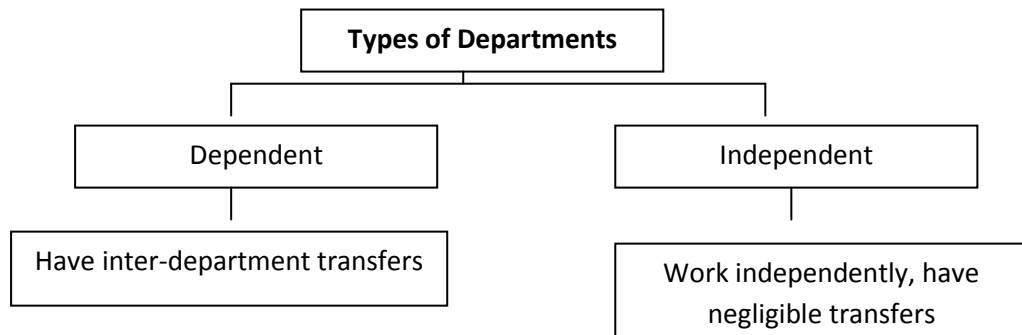 Types of Departments
Dependent
Independent
Have inter-department transfers
Work independently, have
negligible transfers